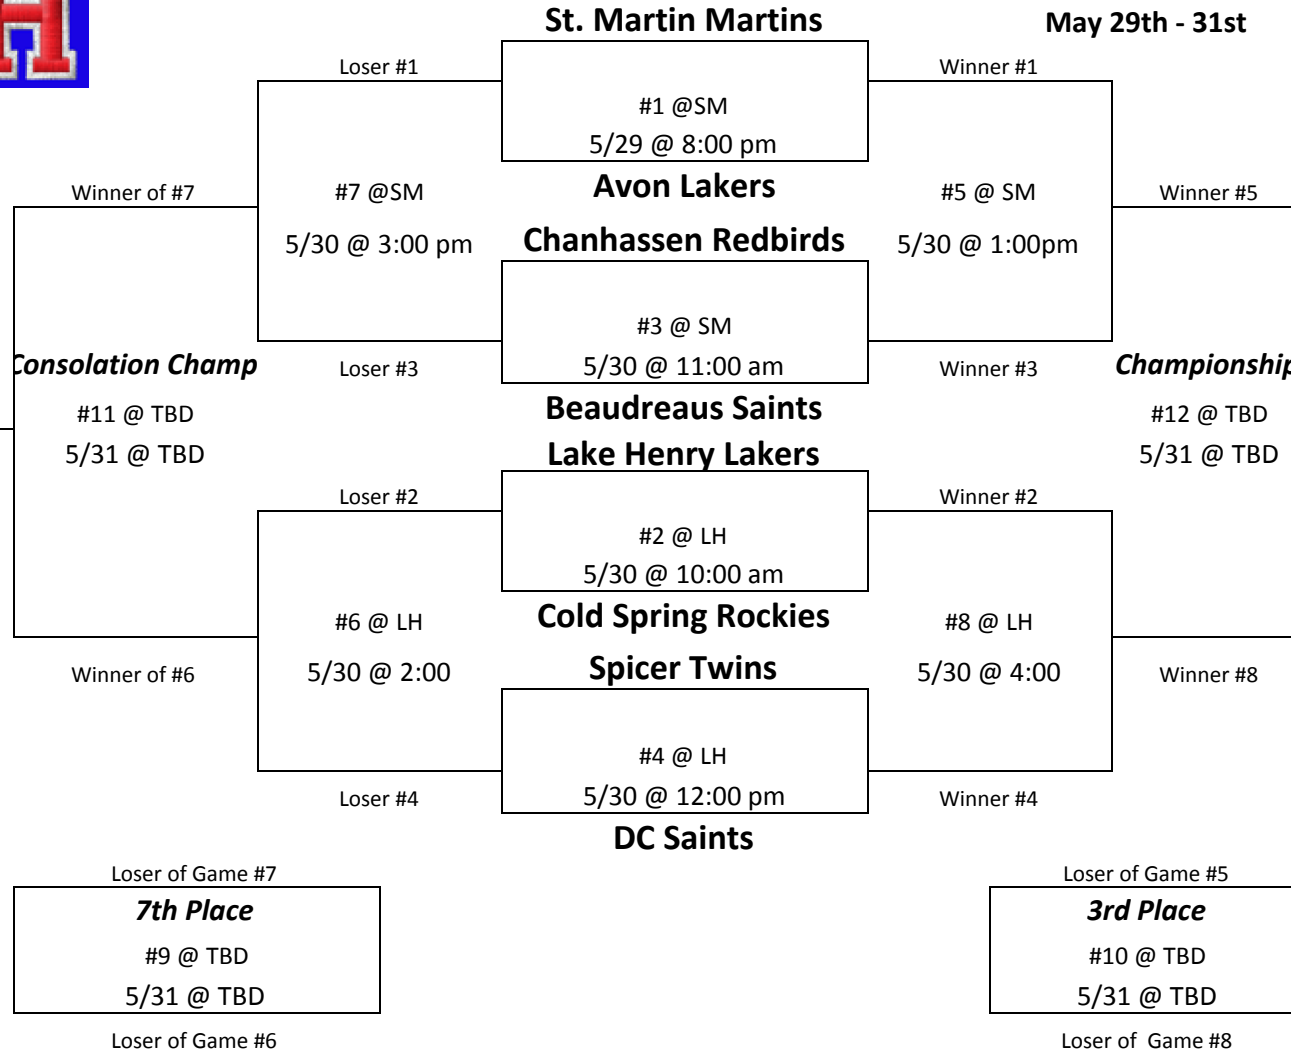 H
St. Martin Martins
May 29th - 31st
Loser #1
Winner #1
#1 @SM
5/29 @ 8:00 pm
Winner of #7
#7 @SM
Avon Lakers
#5 @ SM
Winner #5
5/30 @ 3:00 pm
Chanhassen Redbirds
5/30 @ 1:00pm
#3 @ SM
Consolation Champ
Loser #3
5/30 @ 11:00 am
Winner #3
Championship
#11 @ TBD
Beaudreaus Saints
#12 @ TBD
5/31 @ TBD
Lake Henry Lakers
5/31 @ TBD
Loser #2
Winner #2
#2 @ LH
5/30 @ 10:00 am
#6 @ LH
Cold Spring Rockies
#8 @ LH
Winner of #6
5/30 @ 2:00
Spicer Twins
5/30 @ 4:00
Winner #8
#4 @ LH
Loser #4
5/30 @ 12:00 pm
Winner #4
DC Saints
Loser of Game #7
Loser of Game #5
7th Place
3rd Place
#9 @ TBD
#10 @ TBD
5/31 @ TBD
5/31 @ TBD
Loser of Game #6
Loser of  Game #8